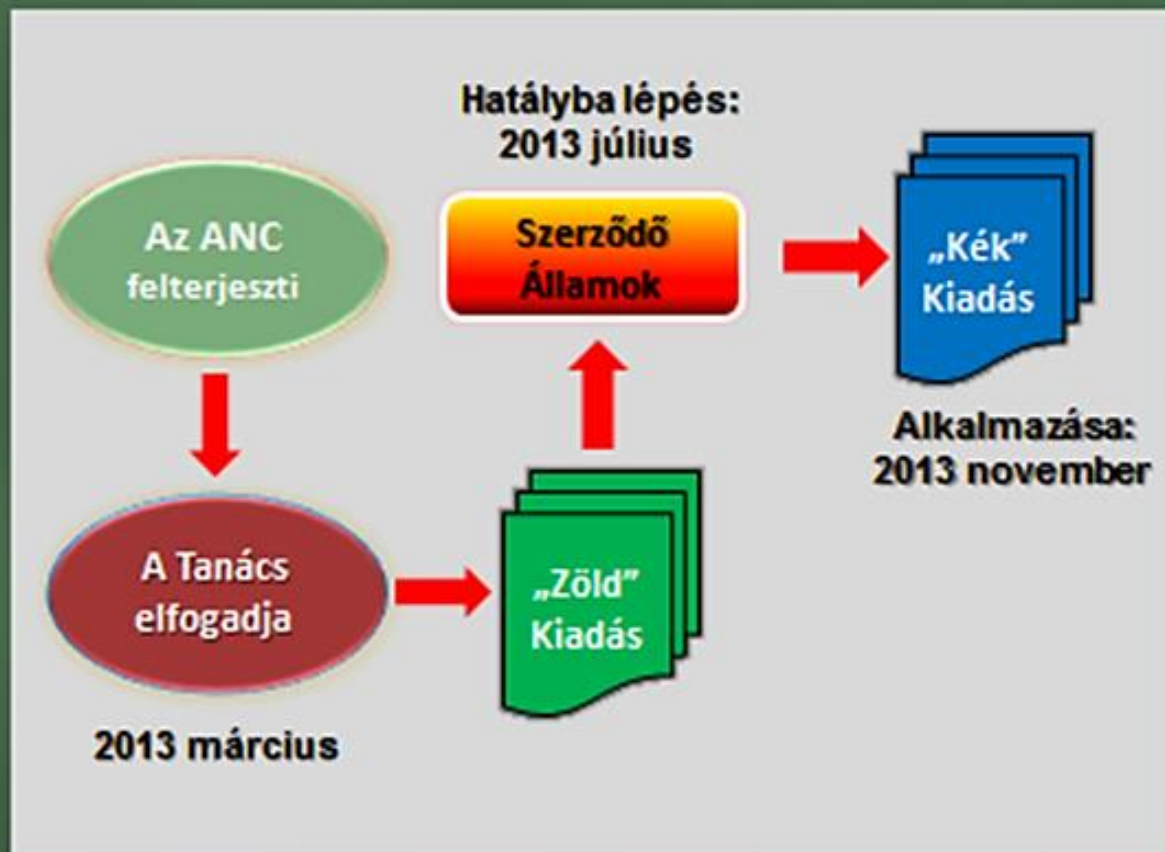 Az ANC
felterjeszti
A Tanács
elfogadja
2013 március
„Zöld”
Kiadás
Hatályba lépés:
2013 július
Szerződő
Államok
„Kék”
Kiadás
Alkalmazása:
2013 november